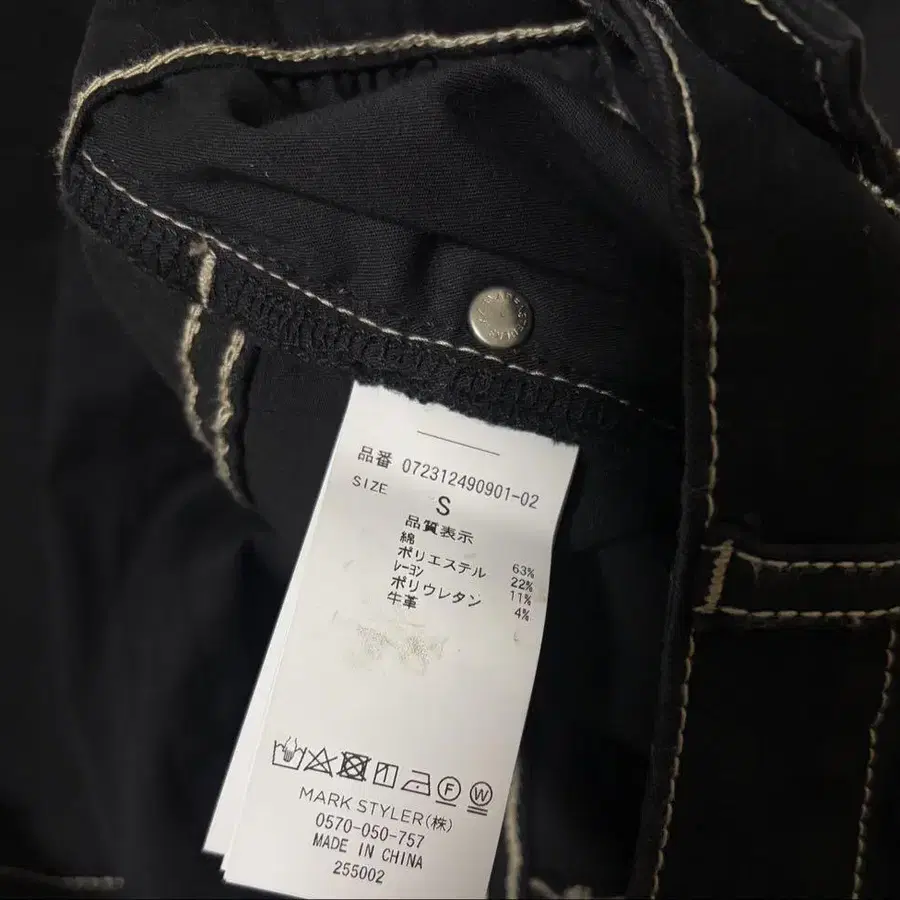 品番 072312490901-02
SIZE S
品質表示
綿 63%
ポリエステル 22%
レーヨン 11%
ポリウレタン 4%
牛革
MARK STYLER(株)
0570-050-757
MADE IN CHINA
255002
F
W